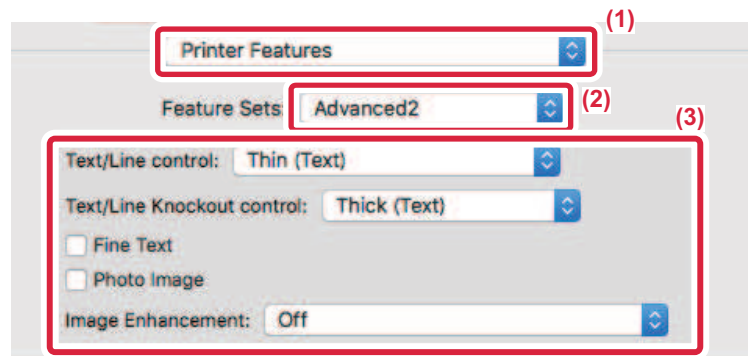 (1)
Printer Features
Feature Sets: Advanced2 (2)
(3)
Text/Line control: Thin (Text)
Text/Line Knockout control: Thick (Text)
Fine Text
Photo Image
Image Enhancement: Off